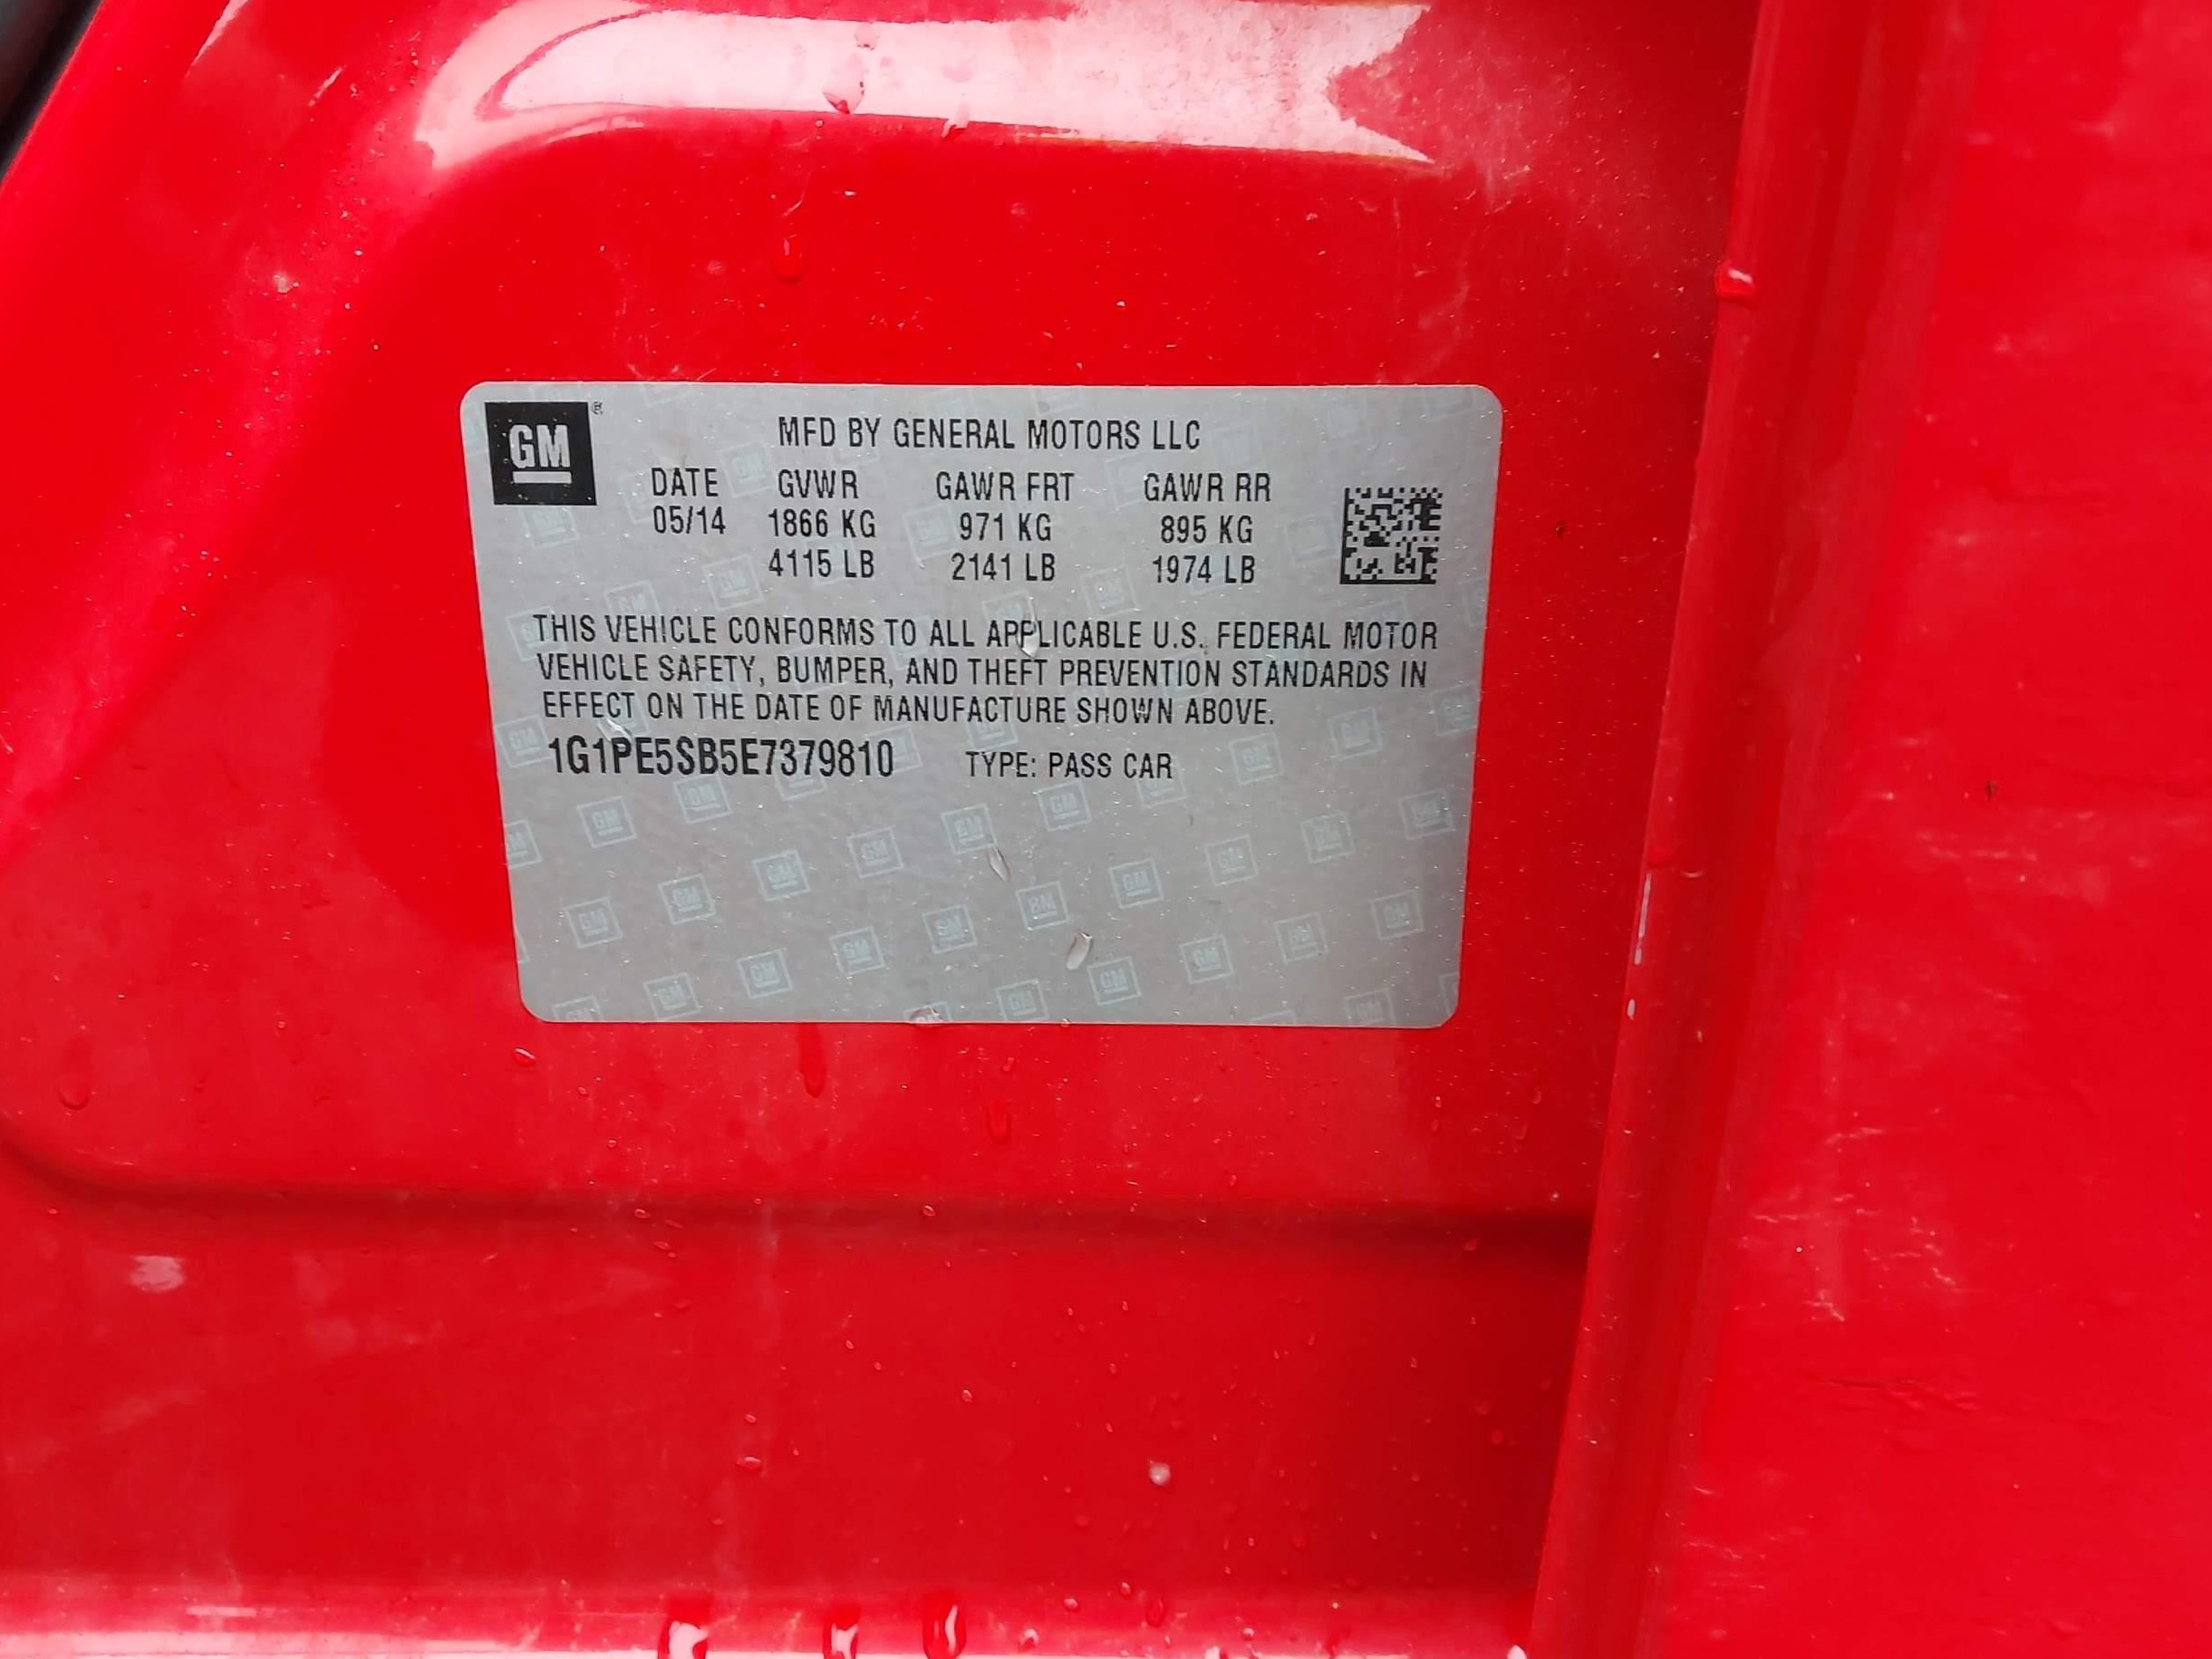 GM®
MFD BY GENERAL MOTORS LLC
DATE GVWR GAWR FRT GAWR RR
05/14 1866 KG 971 KG 895 KG
4115 LB 2141 LB 1974 LB
THIS VEHICLE CONFORMS TO ALL APPLICABLE U.S. FEDERAL MOTOR
VEHICLE SAFETY, BUMPER, AND THEFT PREVENTION STANDARDS IN
EFFECT ON THE DATE OF MANUFACTURE SHOWN ABOVE.
1G1PE5SB5E7379810 TYPE: PASS CAR